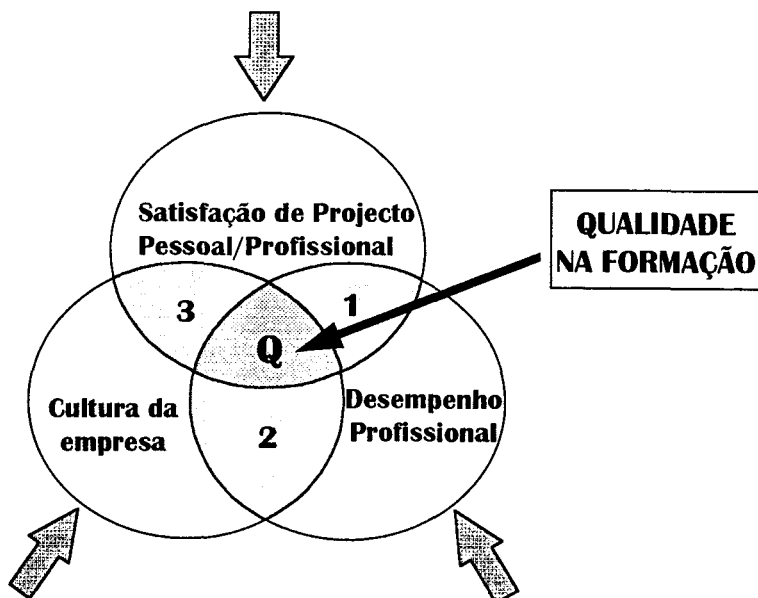 Satisfação de Projecto
Pessoal/Profissional
QUALIDADE
NA FORMAÇÃO
3
1
Q
Cultura da
empresa
2
Desempenho
Profissional